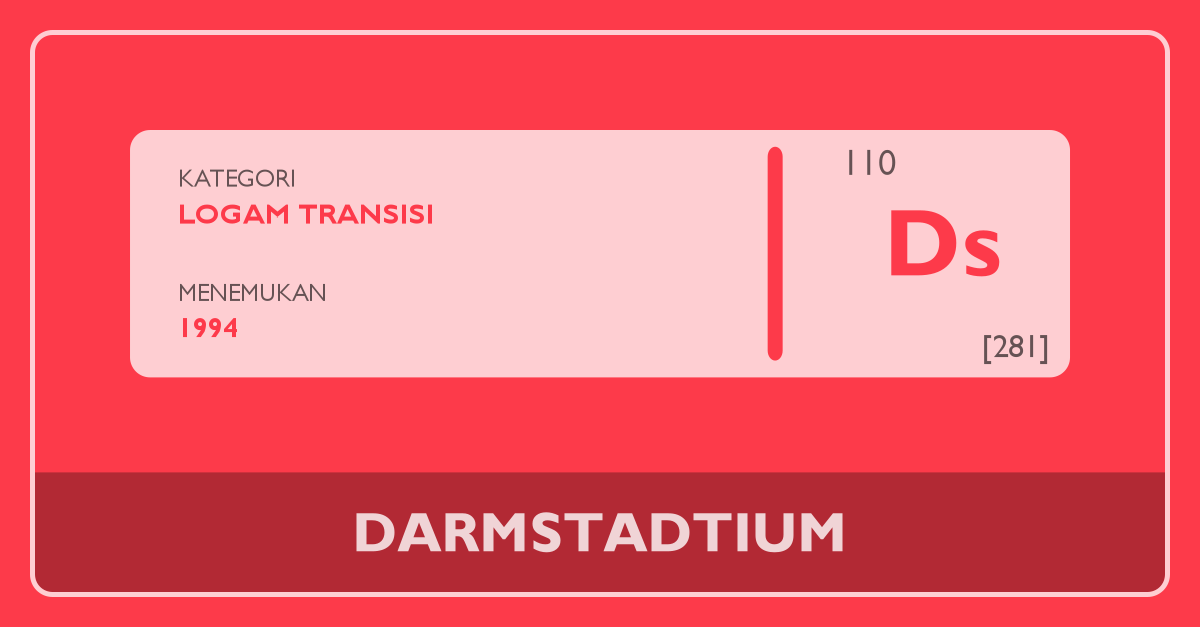 KATEGORI
LOGAM TRANSISI
MENEMUKAN
1994
110
Ds
[281]
DARMSTADTIUM